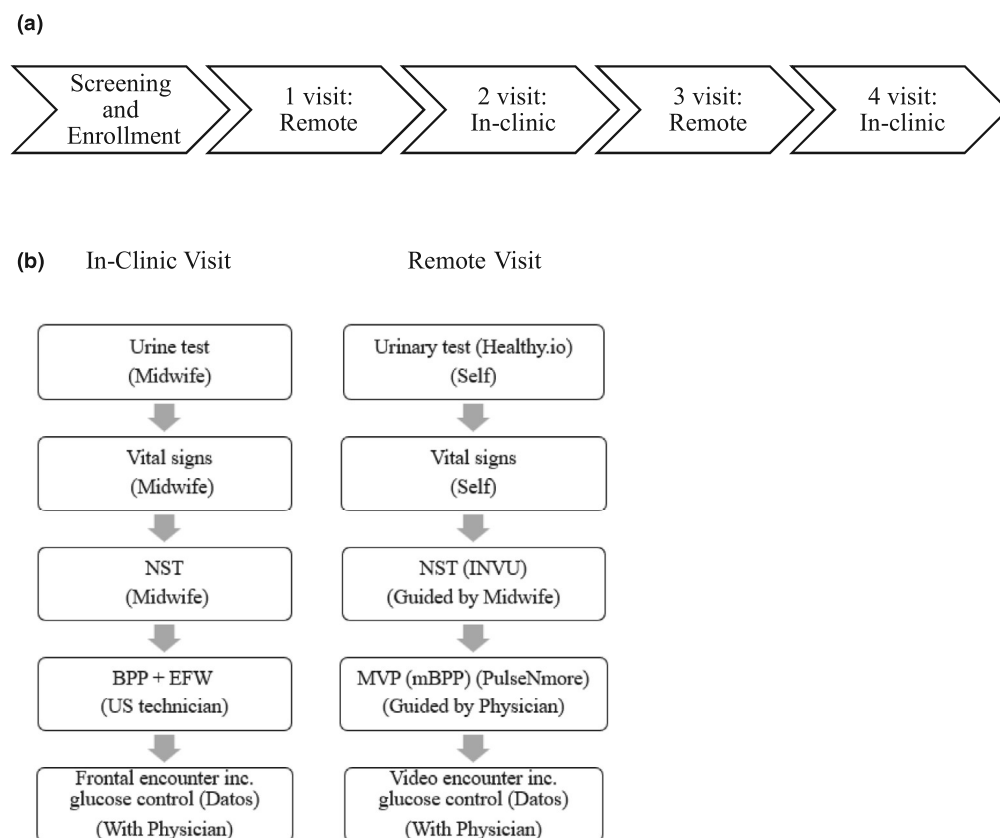 (a)
Screening
and
Enrollment
1 visit:
Remote
2 visit:
In-clinic
3 visit:
Remote
4 visit:
In-clinic
(b)
In-Clinic Visit
Remote Visit
Urine test
(Midwife)
Vital signs
(Midwife)
NST
(Midwife)
BPP + EFW
(US technician)
Frontal encounter inc.
glucose control (Datos)
(With Physician)
Urinary test (Healthy.io)
(Self)
Vital signs
(Self)
NST (INVU)
(Guided by Midwife)
MVP (mBPP) (PulseNmore)
(Guided by Physician)
Video encounter inc.
glucose control (Datos)
(With Physician)